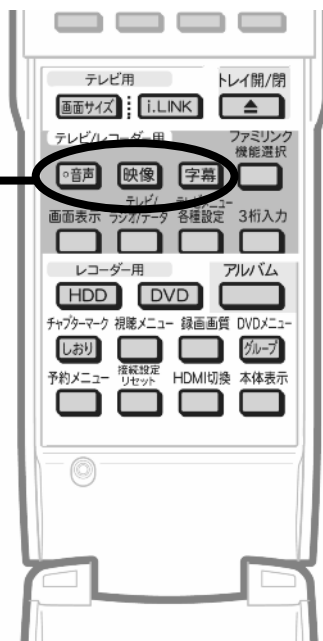 テレビ用 トレイ開/閉
画面サイズ i.LINK
テレビ/レコーダー用 ファミリンク
機能選択
音声 映像 字幕
テレビ/ テレビメニュー
画面表示 ラジオ/データ 各種設定 3桁入力
レコーダー用 アルバム
HDD DVD
チャプターマーク 視聴メニュー 録画画質 DVDメニュー
しおり グループ
予約メニュー 接続設定 HDMI切換 本体表示
リセット